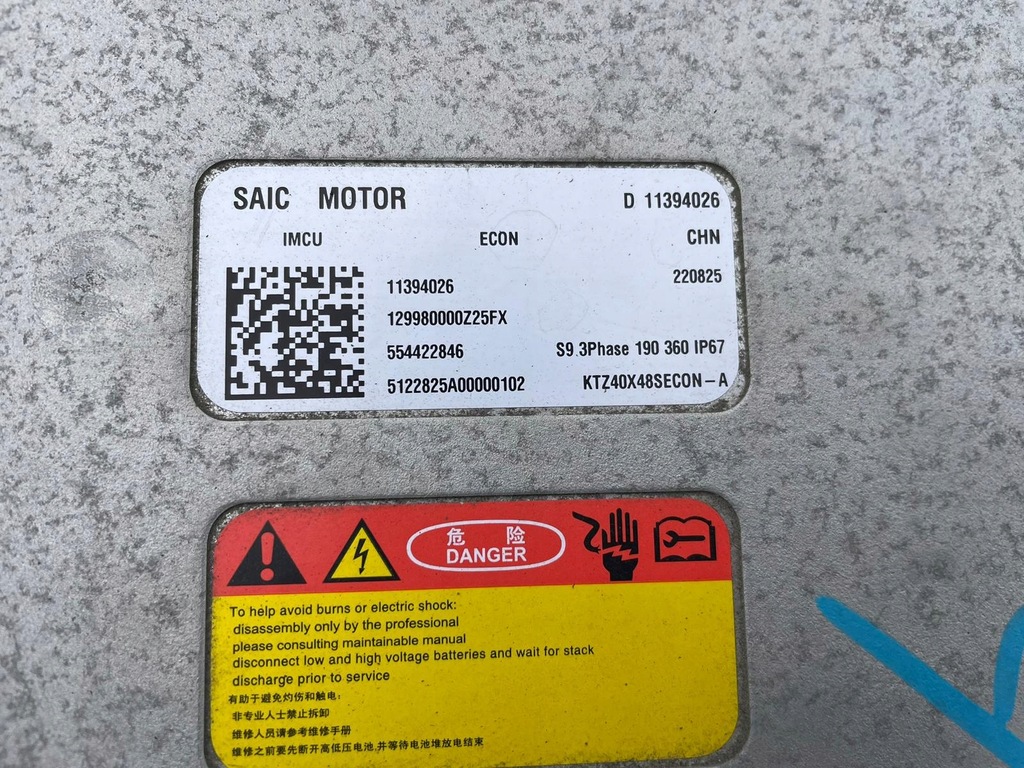 SAIC MOTOR D 11394026
IMCU ECON CHN
11394026 220825
129980000Z25FX
554422846 S9.3Phase 190 360 IP67
5122825A00000102 KTZ40X48SECON-A
危 险
DANGER
To help avoid burns or electric shock:
disassembly only by the professional
please consulting maintainable manual
disconnect low and high voltage batteries and wait for stack
discharge prior to service
有助于避免灼伤和触电:
非专业人士禁止拆卸
维修人员请参考维修手册
维修之前要先断开高低压电池,并等待电池堆放电结束